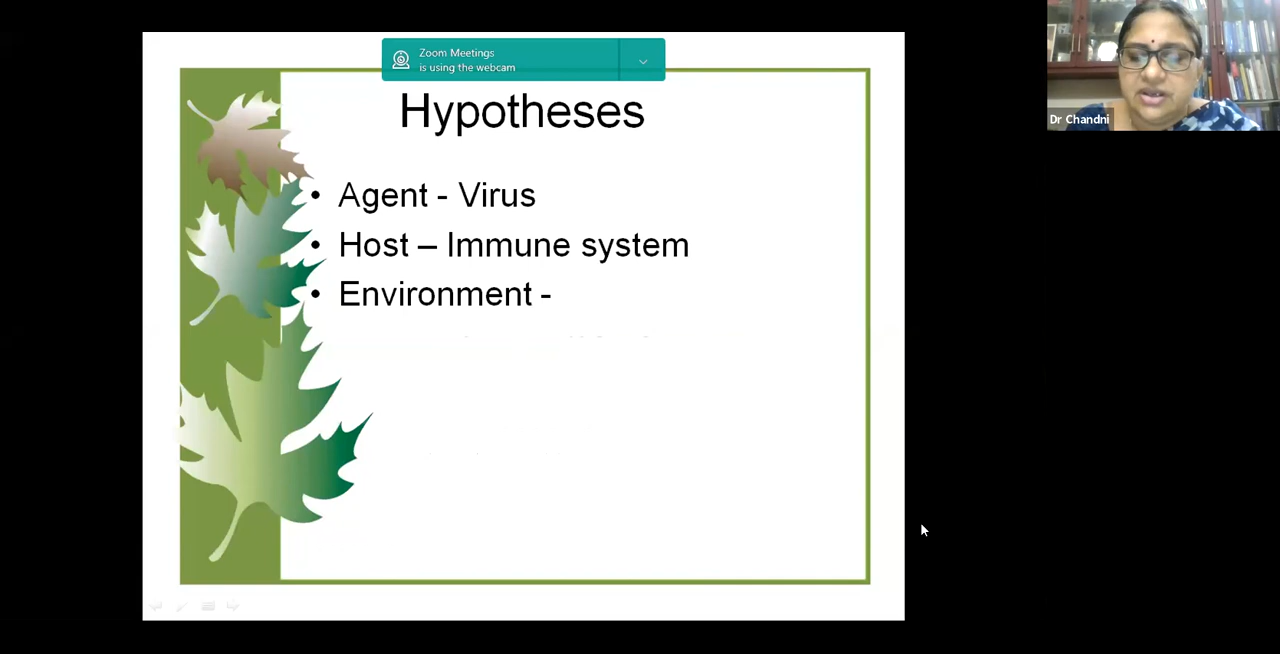 Zoom Meetings
is using the webcam
Hypotheses
• Agent - Virus
• Host – Immune system
• Environment -
Dr Chandni